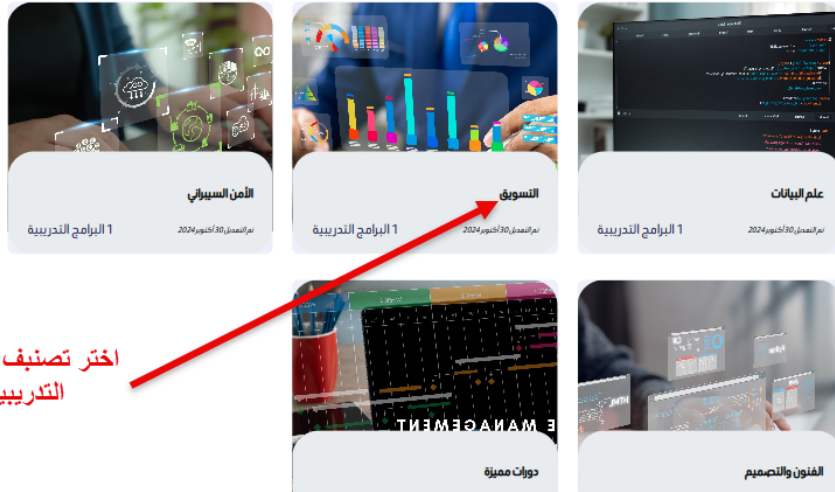 علم البيانات
تم التعديل 30 أكتوبر 2024
1 البرامج التدريبية
التسويق
تم التعديل 30 أكتوبر 2024
1 البرامج التدريبية
الأمن السيبراني
تم التعديل 30 أكتوبر 2024
1 البرامج التدريبية
اختر تصنيف
التدريبي
E MANAGEMENT
الفنون والتصميم
دورات مميزة